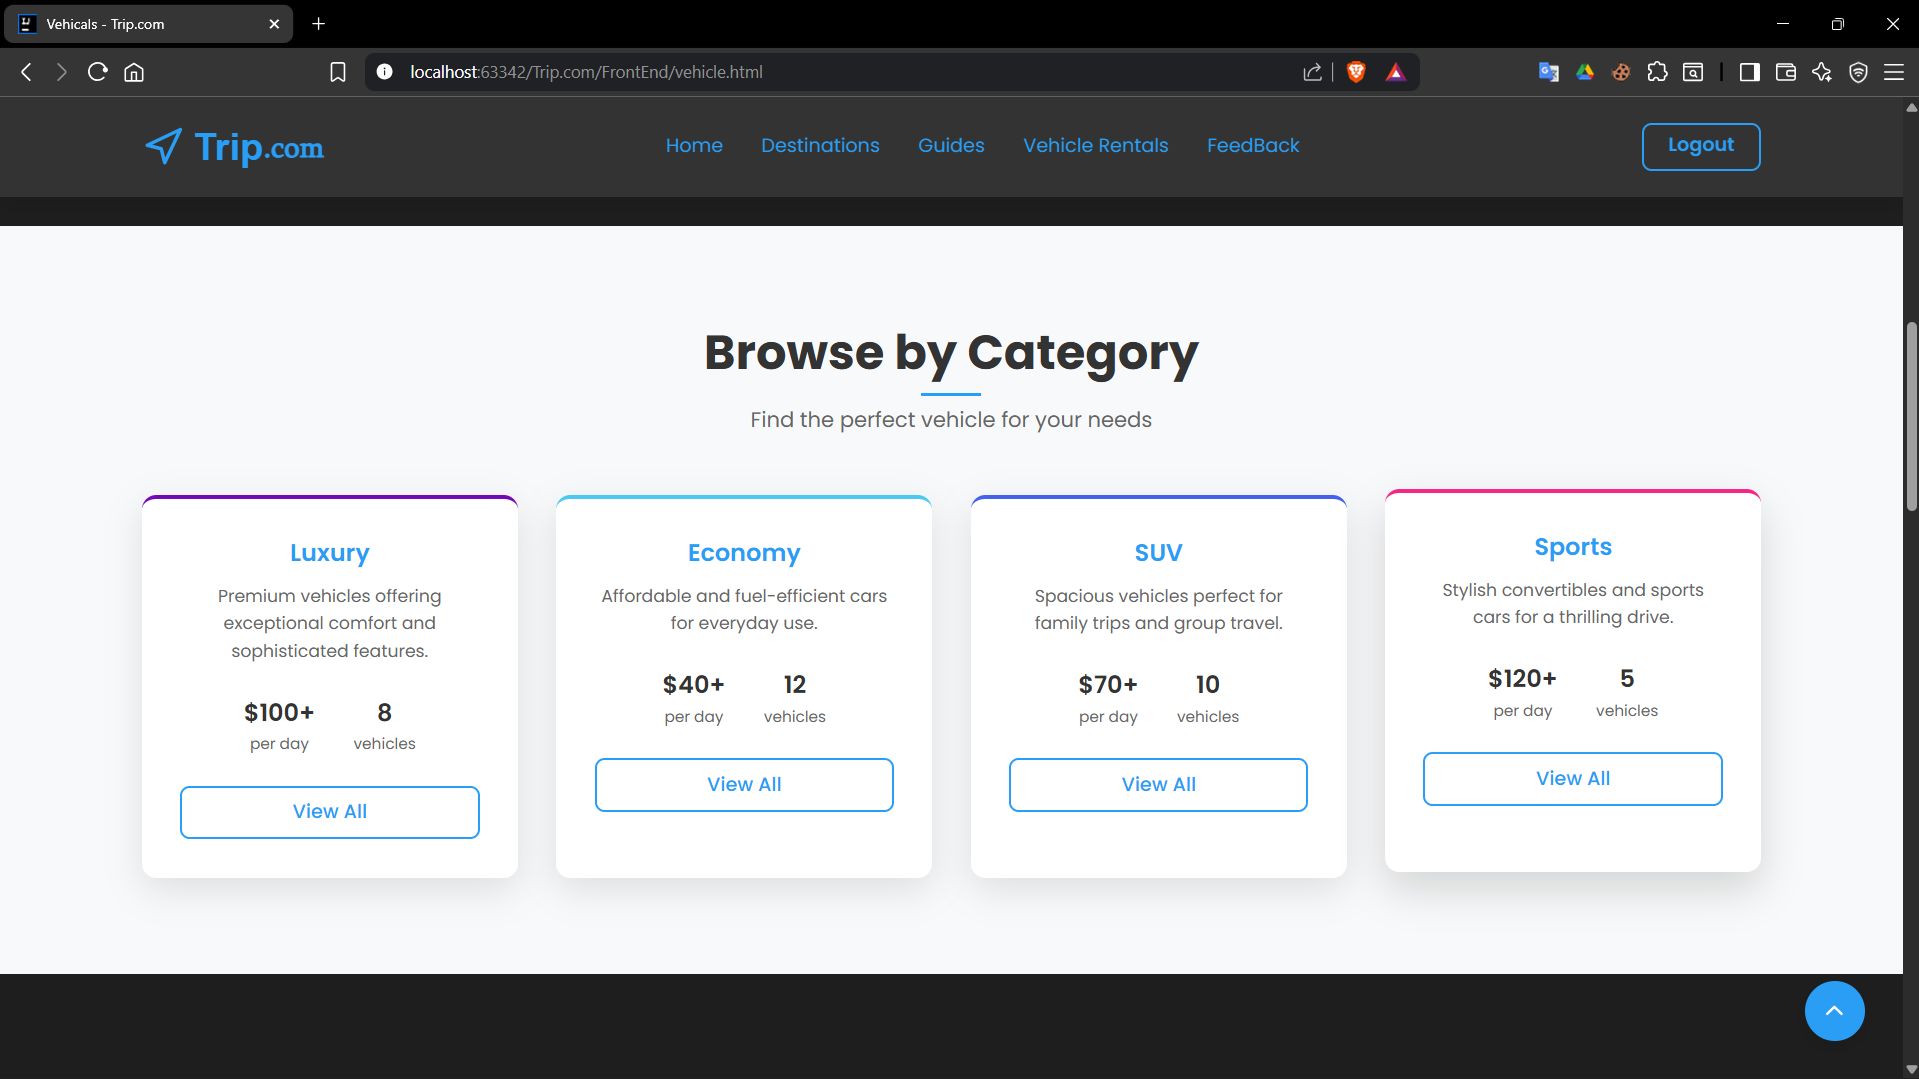 Vehicals - Trip.com
localhost:63342/Trip.com/FrontEnd/vehicle.html
Trip.com
Home
Destinations
Guides
Vehicle Rentals
FeedBack
Logout
Browse by Category
Find the perfect vehicle for your needs
Luxury
Premium vehicles offering
exceptional comfort and
sophisticated features.
$100+
per day
8
vehicles
View All
Economy
Affordable and fuel-efficient cars
for everyday use.
$40+
per day
12
vehicles
View All
SUV
Spacious vehicles perfect for
family trips and group travel.
$70+
per day
10
vehicles
View All
Sports
Stylish convertibles and sports
cars for a thrilling drive.
$120+
per day
5
vehicles
View All